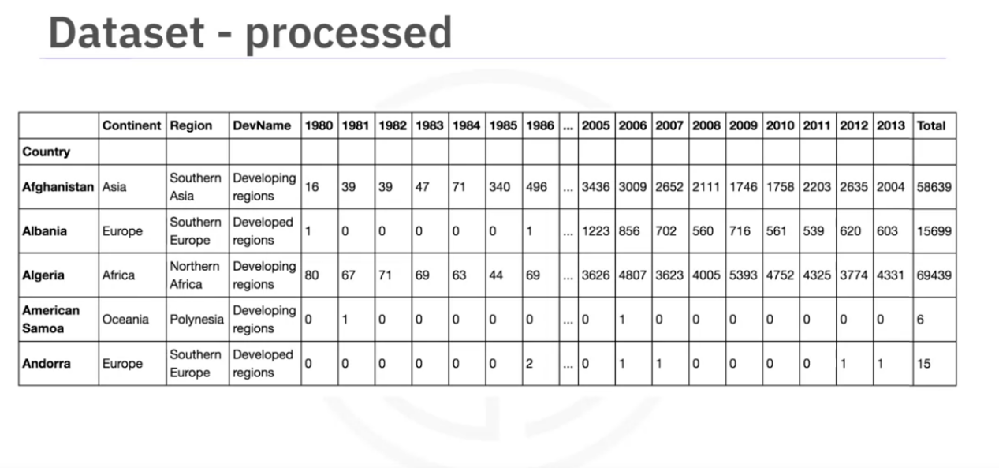 Dataset - processed
Continent Region DevName 1980 1981 1982 1983 1984 1985 1986 ... 2005 2006 2007 2008 2009 2010 2011 2012 2013 Total
Country
Afghanistan Asia Southern Asia Developing regions 16 39 39 47 71 340 496 ... 3436 3009 2652 2111 1746 1758 2203 2635 2004 58639
Albania Europe Southern Europe Developed regions 1 0 0 0 0 0 1 ... 1223 856 702 560 716 561 539 620 603 15699
Algeria Africa Northern Africa Developing regions 80 67 71 69 63 44 69 ... 3626 4807 3623 4005 5393 4752 4325 3774 4331 69439
American Samoa Oceania Polynesia Developing regions 0 1 0 0 0 0 0 ... 0 1 0 0 0 0 0 0 0 6
Andorra Europe Southern Europe Developed regions 0 0 0 0 0 0 2 ... 0 1 1 0 0 0 0 1 1 15